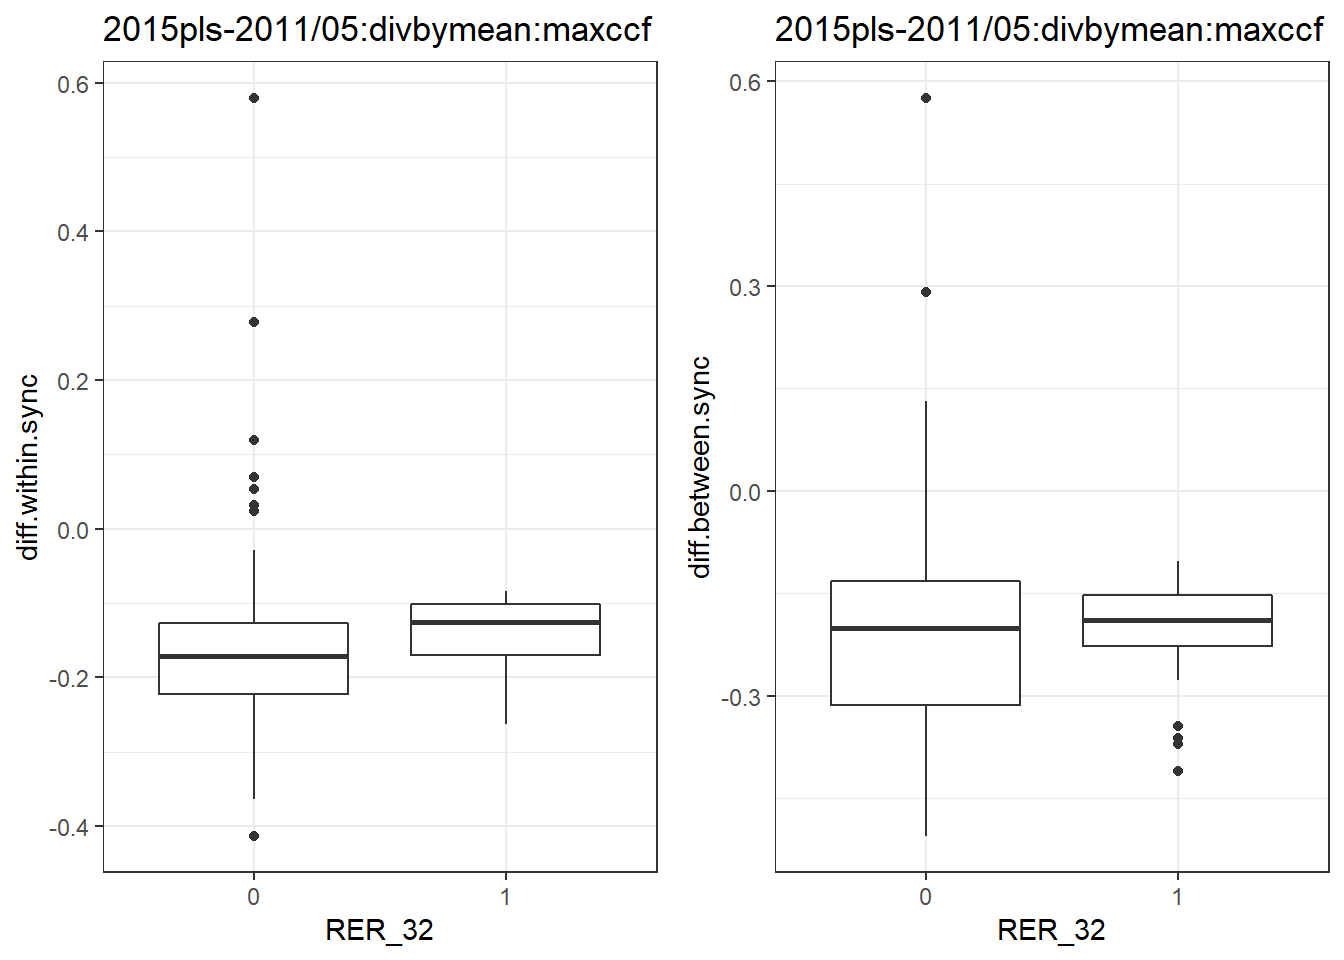 2015pls-2011/05:divbymean:maxccf
diff.within.sync
0.6
0.4
0.2
0.0
-0.2
-0.4
0
1
RER_32
2015pls-2011/05:divbymean:maxccf
diff.between.sync
0.6
0.3
0.0
-0.3
0
1
RER_32